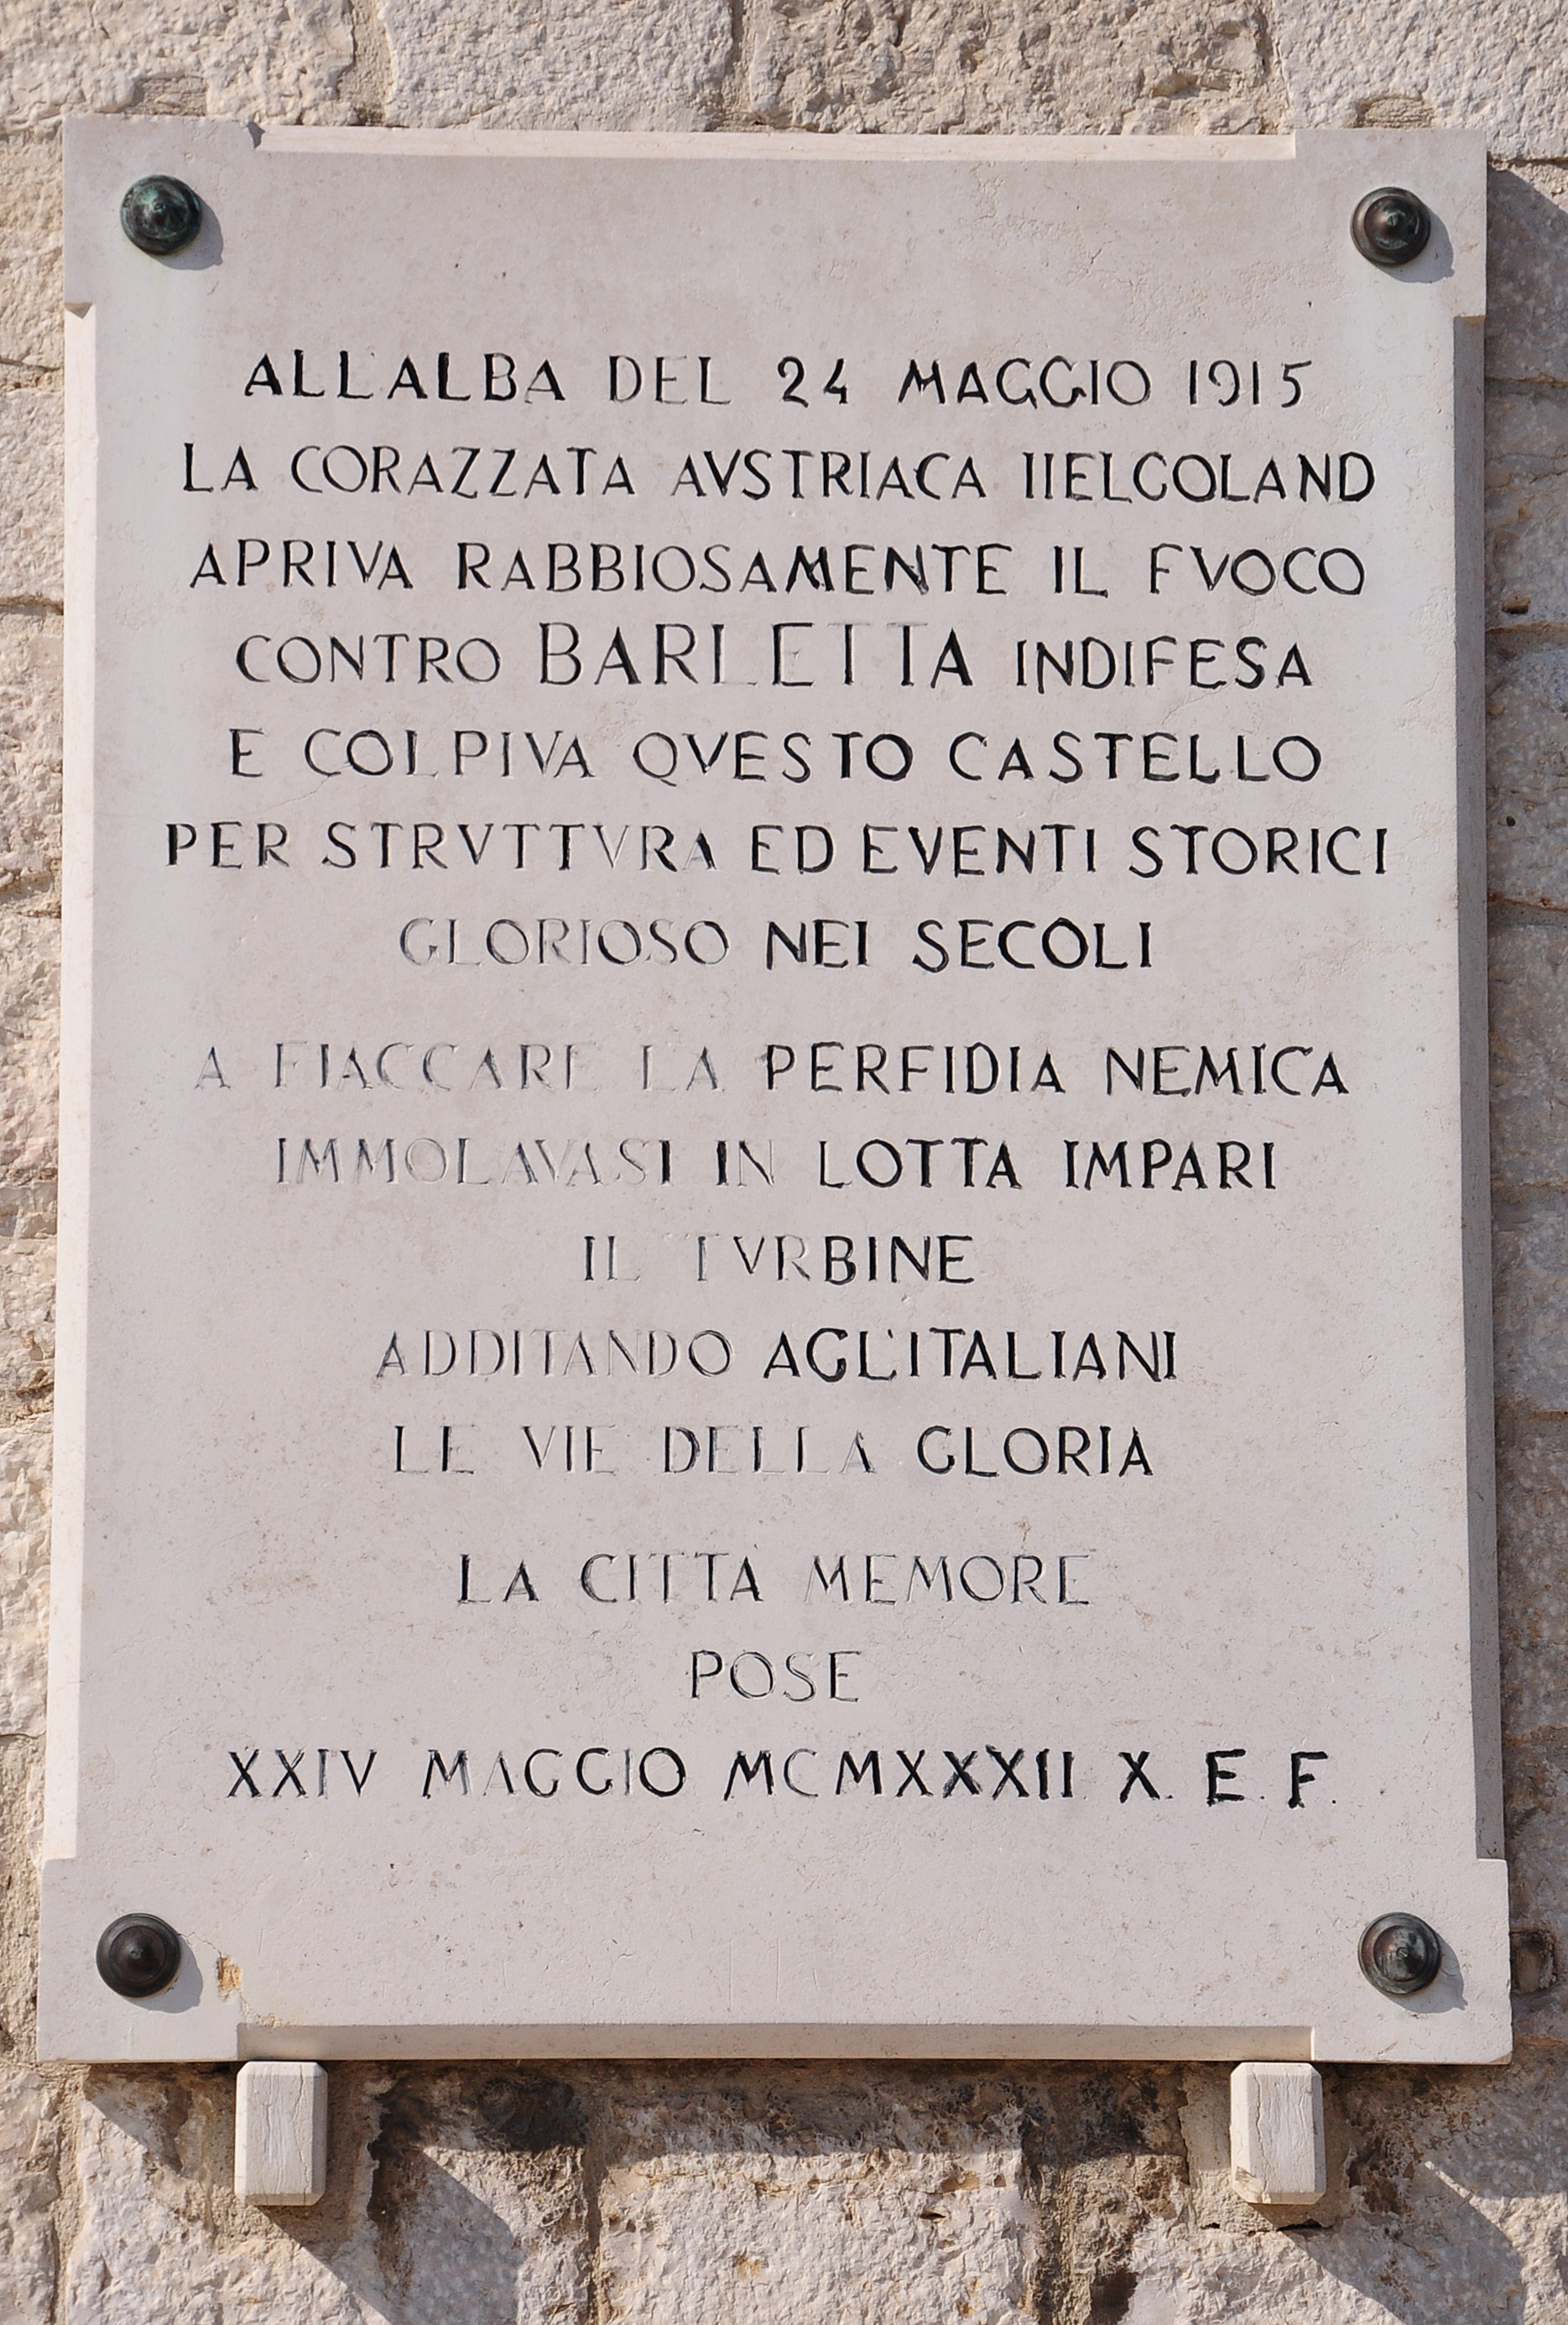 ALL'ALBA DEL 24 MAGGIO 1915
LA CORAZZATA AVSTRIACA HELGOLAND
APRIVA RABBIOSAMENTE IL FVOCO
CONTRO BARLETTA INDIFESA
E COLPIVA QVESTO CASTELLO
PER STRVTTVRA ED EVENTI STORICI
GLORIOSO NEI SECOLI
A FIACCARE LA PERFIDIA NEMICA
IMMOLAVASI IN LOTTA IMPARI
IL TVRBINE
ADDITANDO AGL'ITALIANI
LE VIE DELLA GLORIA
LA CITTÀ MEMORE
POSE
XXIV MAGGIO MCMXXXII X. E. F.